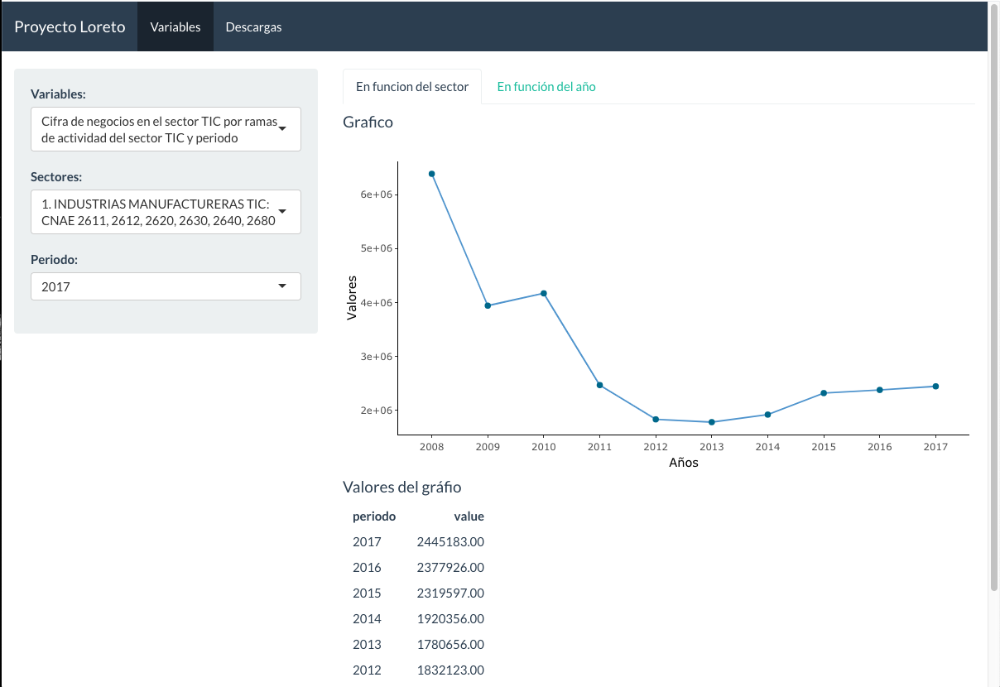 Proyecto Loreto Variables Descargas
Variables:
Cifra de negocios en el sector TIC por ramas
de actividad del sector TIC y periodo
Sectores:
1. INDUSTRIAS MANUFACTURERAS TIC:
CNAE 2611, 2612, 2620, 2630, 2640, 2680
Periodo:
2017
En funcion del sector En función del año
Grafico
6e+06
5e+06
4e+06
3e+06
2e+06
Valores
2008 2009 2010 2011 2012 2013 2014 2015 2016 2017
Años
Valores del gráfio
periodo value
2017 2445183.00
2016 2377926.00
2015 2319597.00
2014 1920356.00
2013 1780656.00
2012 1832123.00